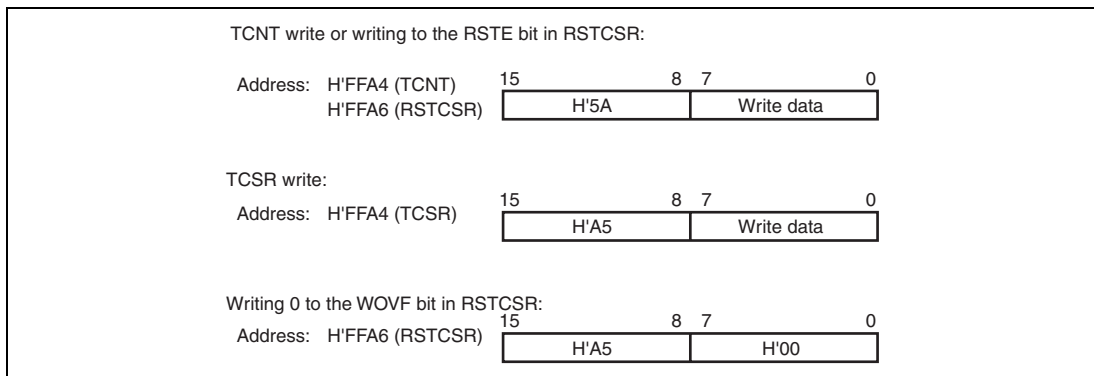 TCNT write or writing to the RSTE bit in RSTCSR:
15 8 7 0
Address: H'FFA4 (TCNT)
H'FFA6 (RSTCSR)
H'5A Write data
TCSR write:
15 8 7 0
Address: H'FFA4 (TCSR)
H'A5 Write data
Writing 0 to the WOVF bit in RSTCSR:
15 8 7 0
Address: H'FFA6 (RSTCSR)
H'A5 H'00